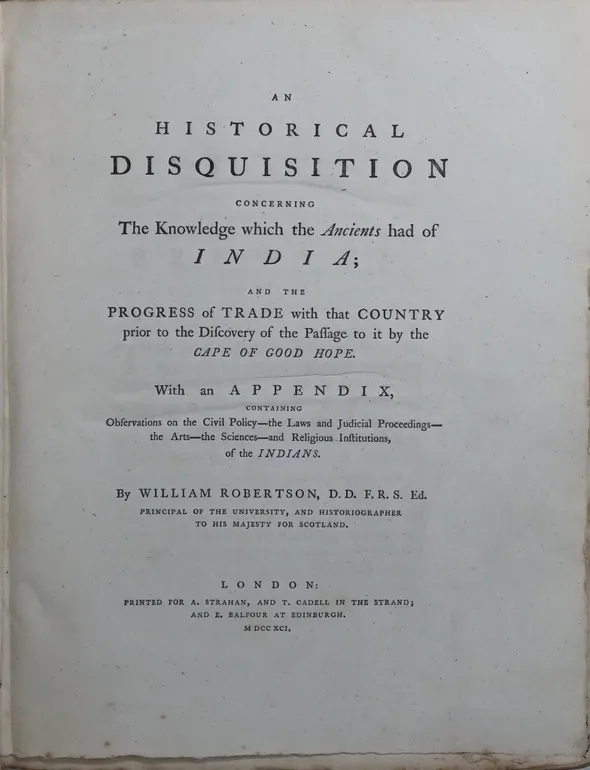 AN
HISTORICAL
DISQUISITION
CONCERNING
The Knowledge which the Ancients had of
INDIA;
AND THE
PROGRESS of TRADE with that COUNTRY
prior to the Diſcovery of the Paſſage to it by the
CAPE OF GOOD HOPE.
With an APPENDIX,
CONTAINING
Obſervations on the Civil Policy—the Laws and Judicial Proceedings—
the Arts—the Sciences—and Religious Inſtitutions,
of the INDIANS.
By WILLIAM ROBERTSON, D.D. F.R.S. Ed.
PRINCIPAL OF THE UNIVERSITY, AND HISTORIOGRAPHER
TO HIS MAJESTY FOR SCOTLAND.
LONDON:
PRINTED FOR A. STRAHAN, AND T. CADELL IN THE STRAND;
AND E. BALFOUR AT EDINBURGH.
M DCC XCI.